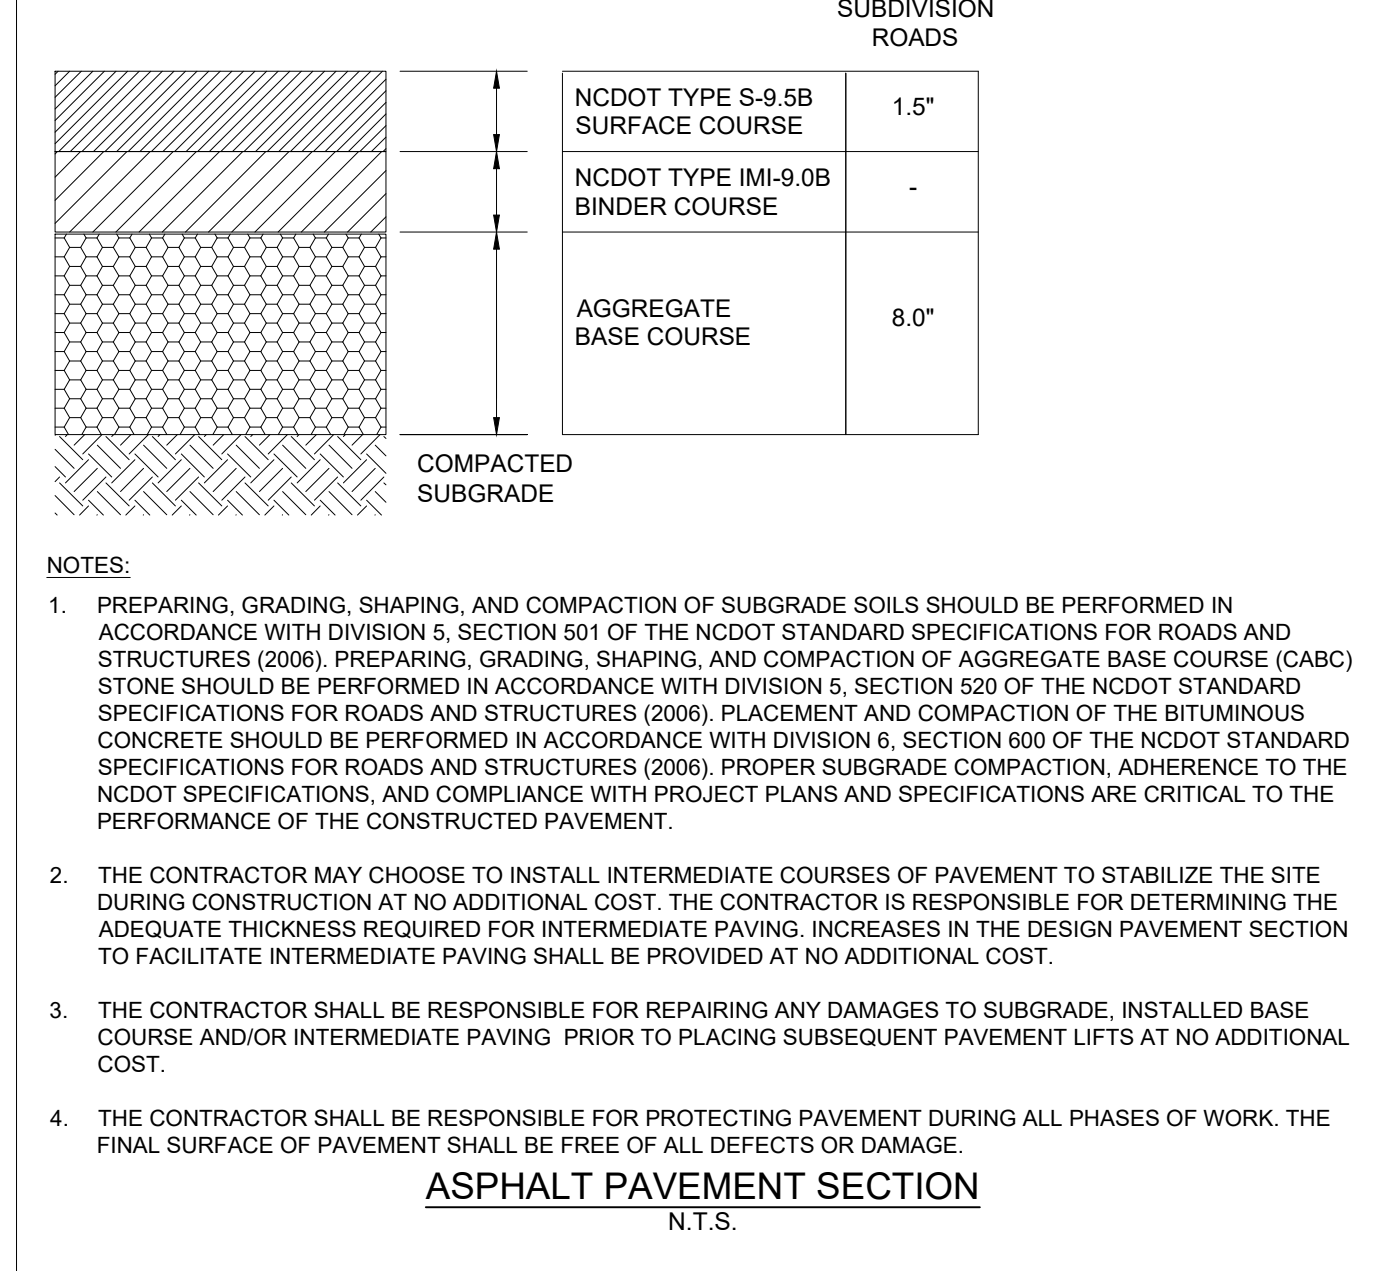 SUBDIVISION
ROADS
NCDOT TYPE S-9.5B
SURFACE COURSE
1.5"
NCDOT TYPE IMI-9.0B
BINDER COURSE
-
AGGREGATE
BASE COURSE
8.0"
COMPACTED
SUBGRADE
NOTES:
1. PREPARING, GRADING, SHAPING, AND COMPACTION OF SUBGRADE SOILS SHOULD BE PERFORMED IN
ACCORDANCE WITH DIVISION 5, SECTION 501 OF THE NCDOT STANDARD SPECIFICATIONS FOR ROADS AND
STRUCTURES (2006). PREPARING, GRADING, SHAPING, AND COMPACTION OF AGGREGATE BASE COURSE (CABC)
STONE SHOULD BE PERFORMED IN ACCORDANCE WITH DIVISION 5, SECTION 520 OF THE NCDOT STANDARD
SPECIFICATIONS FOR ROADS AND STRUCTURES (2006). PLACEMENT AND COMPACTION OF THE BITUMINOUS
CONCRETE SHOULD BE PERFORMED IN ACCORDANCE WITH DIVISION 6, SECTION 600 OF THE NCDOT STANDARD
SPECIFICATIONS FOR ROADS AND STRUCTURES (2006). PROPER SUBGRADE COMPACTION, ADHERENCE TO THE
NCDOT SPECIFICATIONS, AND COMPLIANCE WITH PROJECT PLANS AND SPECIFICATIONS ARE CRITICAL TO THE
PERFORMANCE OF THE CONSTRUCTED PAVEMENT.
2. THE CONTRACTOR MAY CHOOSE TO INSTALL INTERMEDIATE COURSES OF PAVEMENT TO STABILIZE THE SITE
DURING CONSTRUCTION AT NO ADDITIONAL COST. THE CONTRACTOR IS RESPONSIBLE FOR DETERMINING THE
ADEQUATE THICKNESS REQUIRED FOR INTERMEDIATE PAVING. INCREASES IN THE DESIGN PAVEMENT SECTION
TO FACILITATE INTERMEDIATE PAVING SHALL BE PROVIDED AT NO ADDITIONAL COST.
3. THE CONTRACTOR SHALL BE RESPONSIBLE FOR REPAIRING ANY DAMAGES TO SUBGRADE, INSTALLED BASE
COURSE AND/OR INTERMEDIATE PAVING PRIOR TO PLACING SUBSEQUENT PAVEMENT LIFTS AT NO ADDITIONAL
COST.
4. THE CONTRACTOR SHALL BE RESPONSIBLE FOR PROTECTING PAVEMENT DURING ALL PHASES OF WORK. THE
FINAL SURFACE OF PAVEMENT SHALL BE FREE OF ALL DEFECTS OR DAMAGE.
ASPHALT PAVEMENT SECTION
N.T.S.